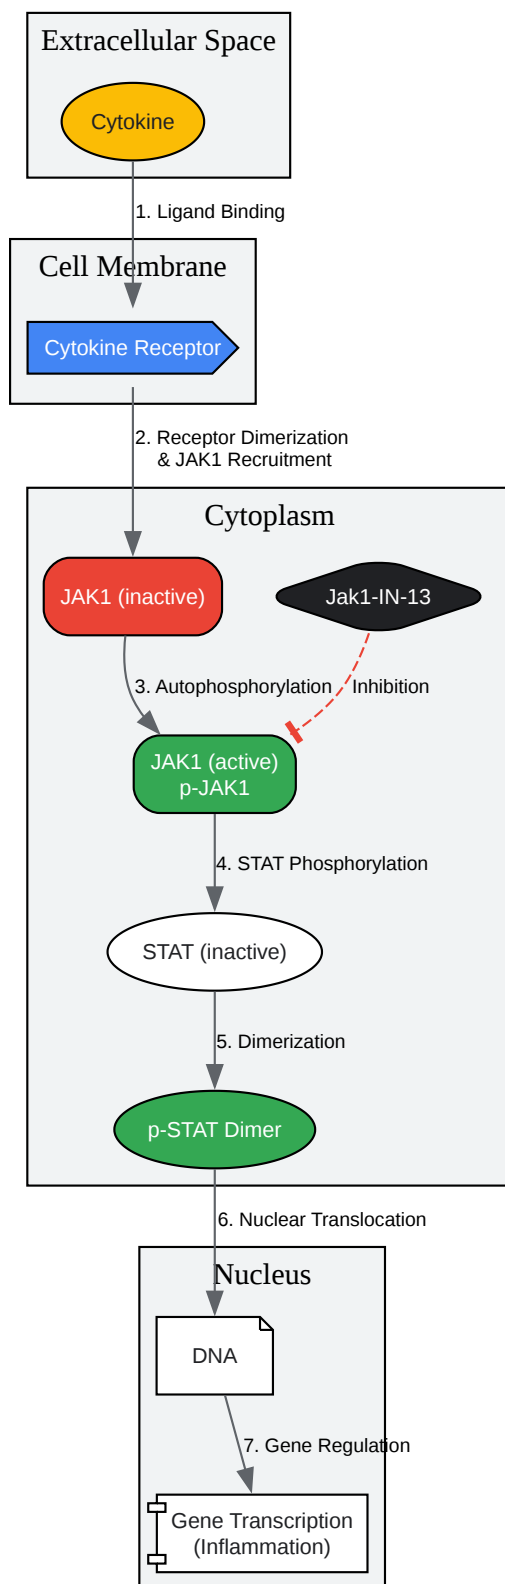 Extracellular Space
Cytokine
1. Ligand Binding
Cell Membrane
Cytokine Receptor
2. Receptor Dimerization
& JAK1 Recruitment
Cytoplasm
JAK1 (inactive)
Jak1-IN-13
3. Autophosphorylation
Inhibition
JAK1 (active)
p-JAK1
4. STAT Phosphorylation
STAT (inactive)
5. Dimerization
p-STAT Dimer
6. Nuclear Translocation
Nucleus
DNA
7. Gene Regulation
Gene Transcription
(Inflammation)